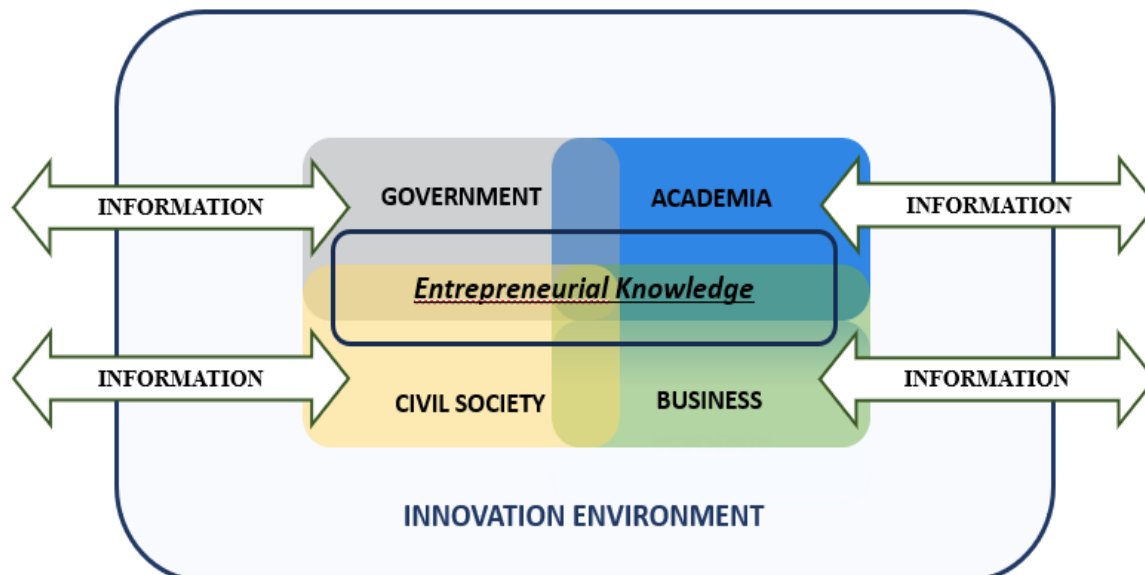 GOVERNMENT
ACADEMIA
INFORMATION
INFORMATION
Entrepreneurial Knowledge
INFORMATION
INFORMATION
CIVIL SOCIETY
BUSINESS
INNOVATION ENVIRONMENT